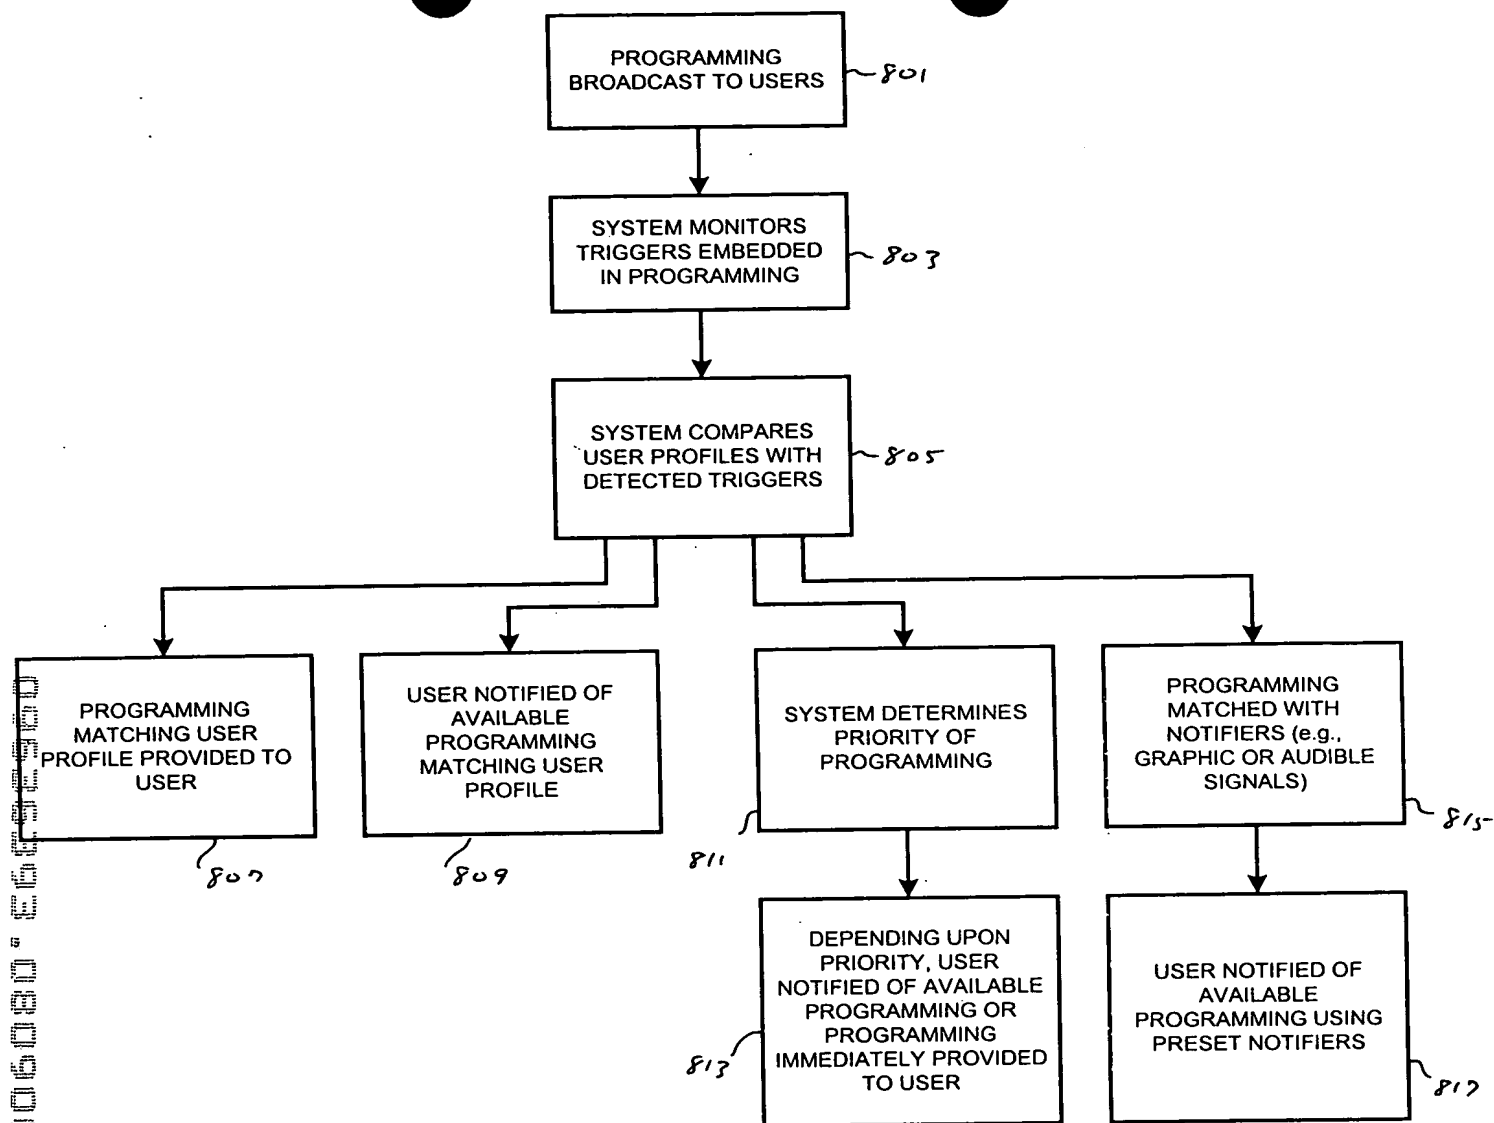 PROGRAMMING
BROADCAST TO USERS
801
SYSTEM MONITORS
TRIGGERS EMBEDDED
IN PROGRAMMING
803
SYSTEM COMPARES
USER PROFILES WITH
DETECTED TRIGGERS
805
PROGRAMMING
MATCHING USER
PROFILE PROVIDED TO
USER
807
USER NOTIFIED OF
AVAILABLE
PROGRAMMING
MATCHING USER
PROFILE
809
SYSTEM DETERMINES
PRIORITY OF
PROGRAMMING
811
PROGRAMMING
MATCHED WITH
NOTIFIERS (e.g.,
GRAPHIC OR AUDIBLE
SIGNALS)
815
DEPENDING UPON
PRIORITY, USER
NOTIFIED OF AVAILABLE
PROGRAMMING OR
PROGRAMMING
IMMEDIATELY PROVIDED
TO USER
813
USER NOTIFIED OF
AVAILABLE
PROGRAMMING USING
PRESET NOTIFIERS
817